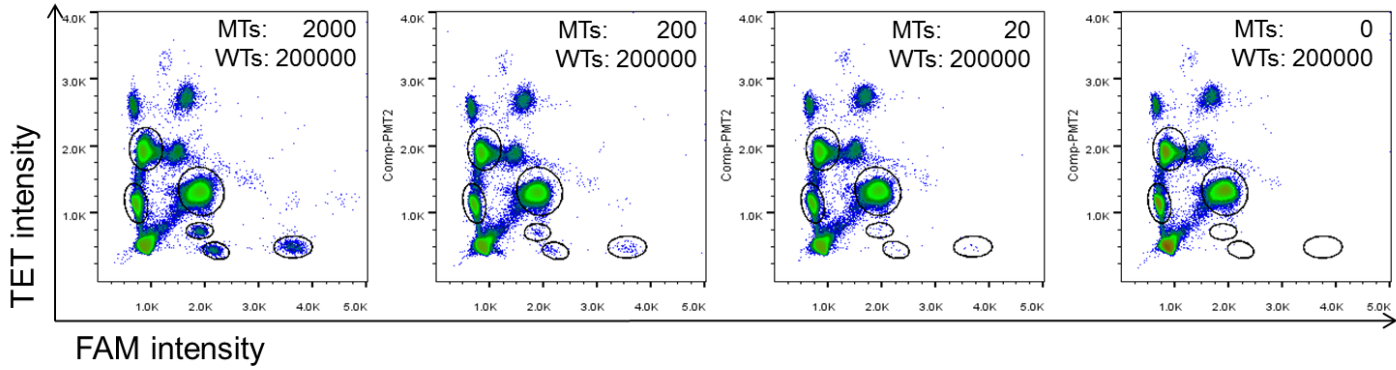 MTs: 2000
WTs: 200000
4.0K
3.0K
2.0K
1.0K
1.0K 2.0K 3.0K 4.0K 5.0K
MTs: 200
WTs: 200000
Comp-PMT2
4.0K
3.0K
2.0K
1.0K
1.0K 2.0K 3.0K 4.0K 5.0K
MTs: 20
WTs: 200000
Comp-PMT2
4.0K
3.0K
2.0K
1.0K
1.0K 2.0K 3.0K 4.0K 5.0K
MTs: 0
WTs: 200000
Comp-PMT2
4.0K
3.0K
2.0K
1.0K
1.0K 2.0K 3.0K 4.0K 5.0K
TET intensity
FAM intensity